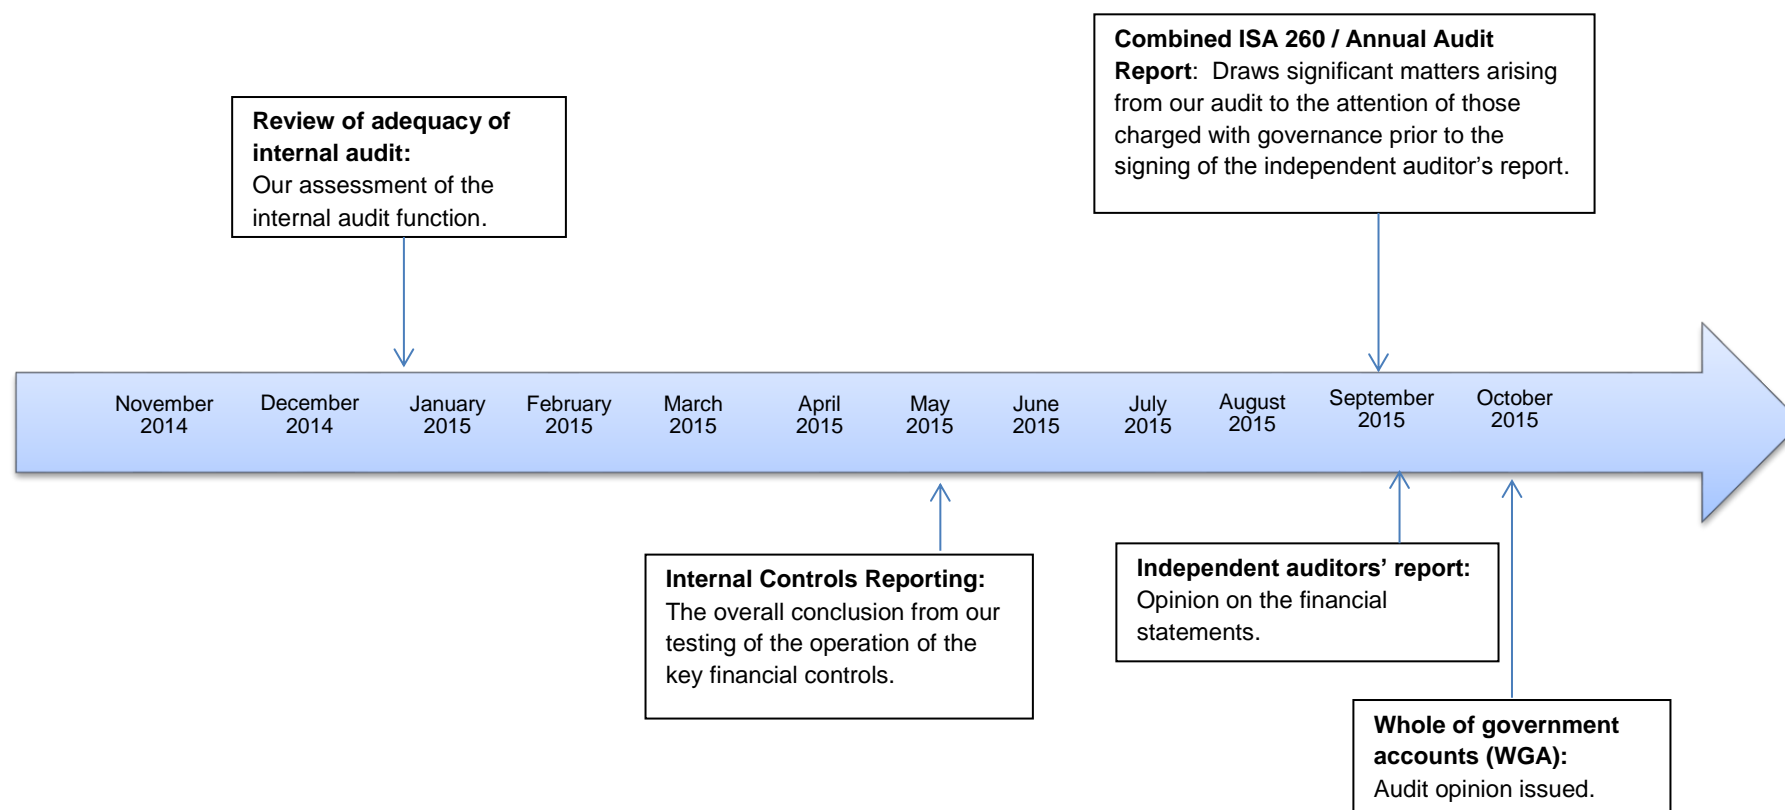 Combined ISA 260 / Annual Audit
Report:  Draws significant matters arising
from our audit to the attention of those
charged with governance prior to the
signing of the independent auditor’s report.
Review of adequacy of
internal audit:
Our assessment of the
internal audit function.
November
2014
December
2014
January
2015
February
2015
March
2015
April
2015
May
2015
June
2015
July
2015
August
2015
September
2015
October
2015
Internal Controls Reporting:
The overall conclusion from our
testing of the operation of the
key financial controls.
Independent auditors’ report:
Opinion on the financial
statements.
Whole of government
accounts (WGA):
Audit opinion issued.